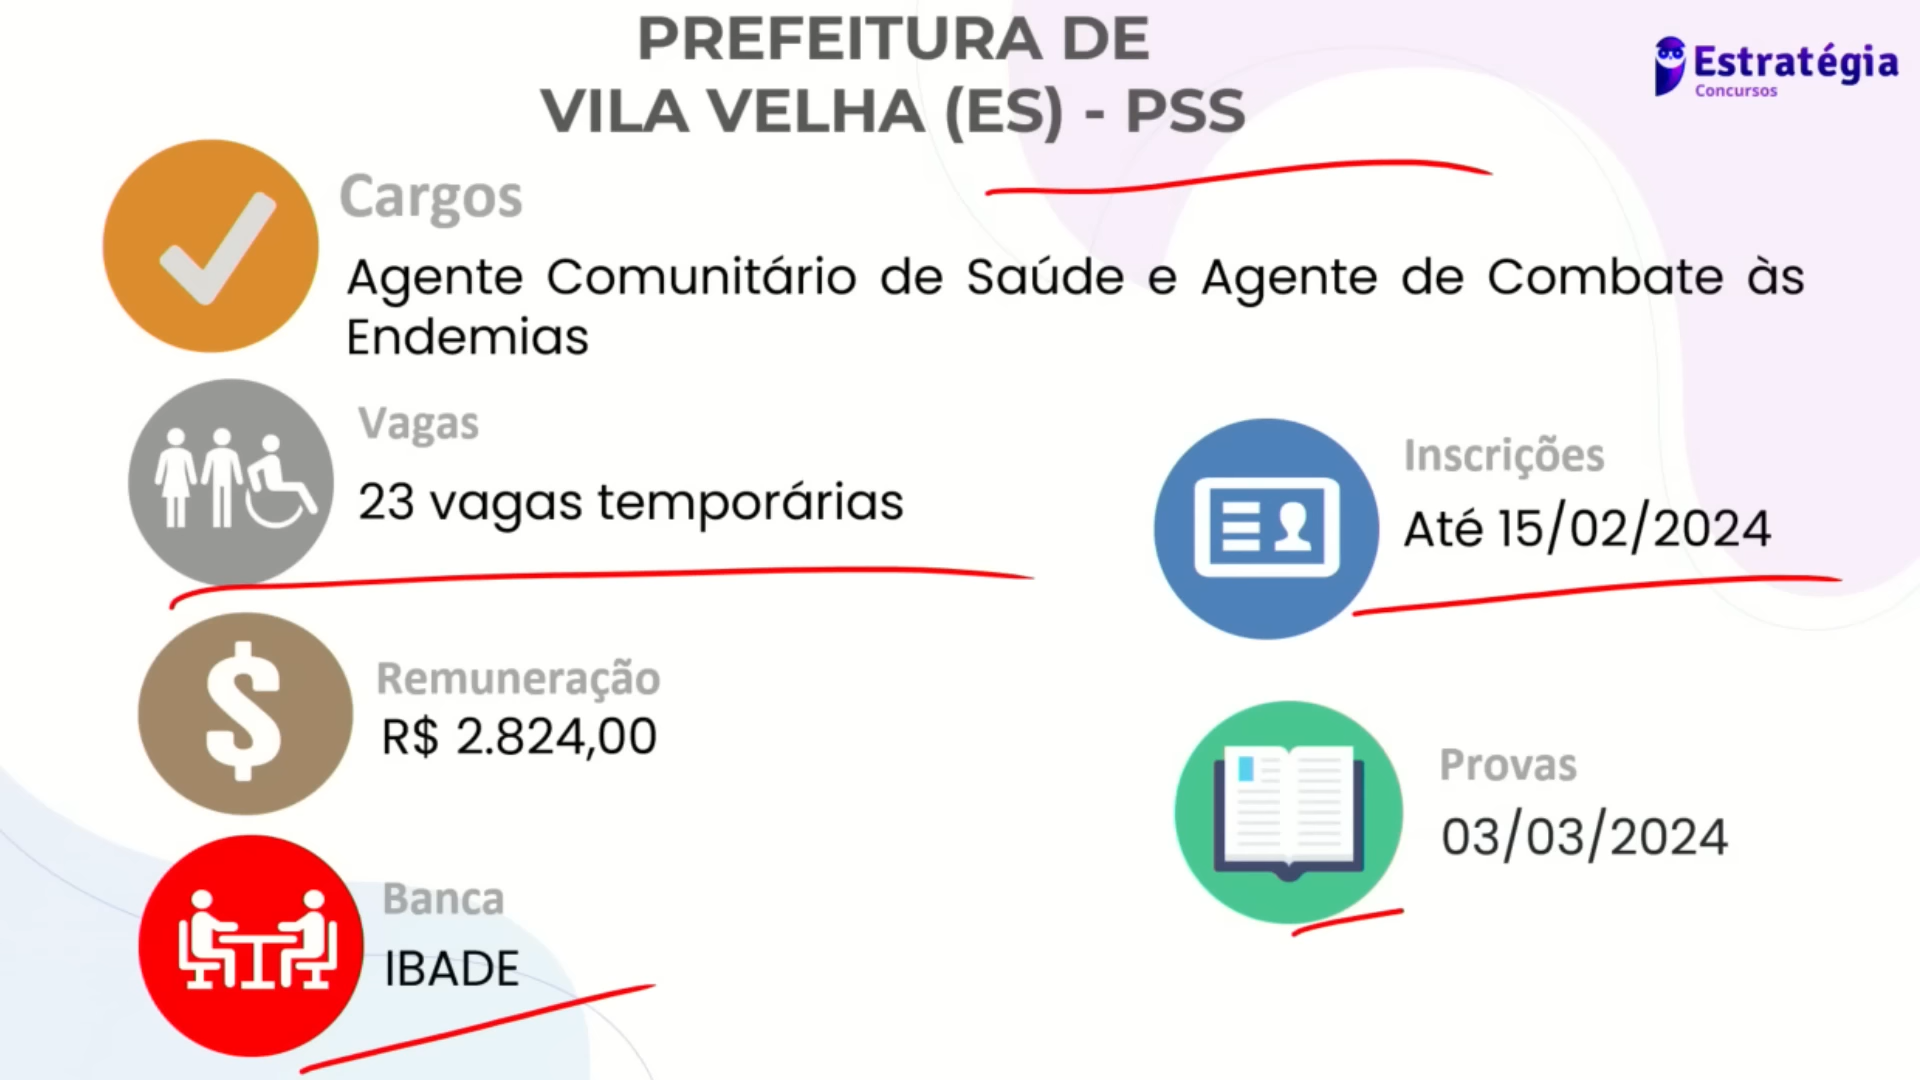 PREFEITURA DE
VILA VELHA (ES) - PSS
Estratégia
Concursos
Cargos
Agente Comunitário de Saúde e Agente de Combate às
Endemias
Vagas
23 vagas temporárias
Inscrições
Até 15/02/2024
Remuneração
R$ 2.824,00
Provas
03/03/2024
Banca
IBADE